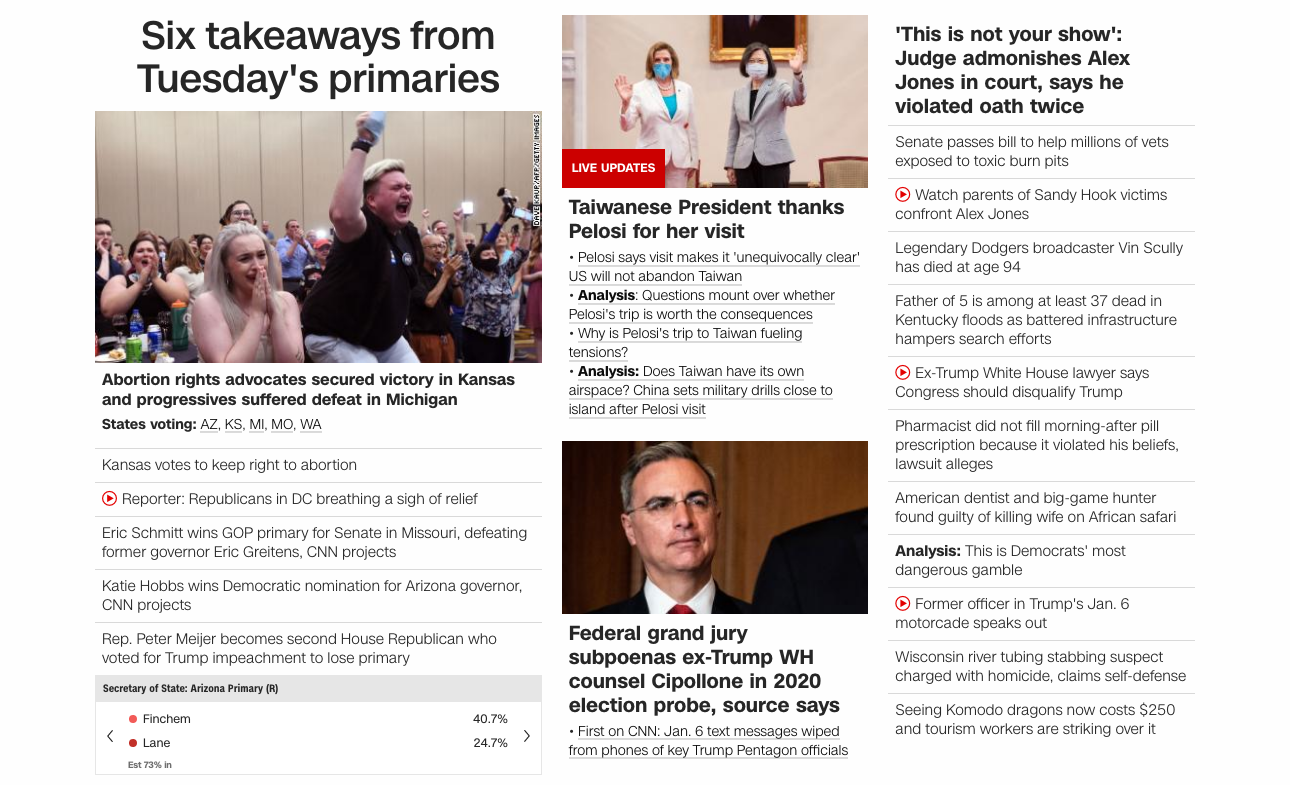 Six takeaways from
Tuesday's primaries
DAVE KAUP/AFP/GETTY IMAGES
Abortion rights advocates secured victory in Kansas
and progressives suffered defeat in Michigan
States voting: AZ, KS, MI, MO, WA
Kansas votes to keep right to abortion
Reporter: Republicans in DC breathing a sigh of relief
Eric Schmitt wins GOP primary for Senate in Missouri, defeating
former governor Eric Greitens, CNN projects
Katie Hobbs wins Democratic nomination for Arizona governor,
CNN projects
Rep. Peter Meijer becomes second House Republican who
voted for Trump impeachment to lose primary
Secretary of State: Arizona Primary (R)
Finchem 40.7%
Lane 24.7%
Est 73% in
LIVE UPDATES
Taiwanese President thanks
Pelosi for her visit
• Pelosi says visit makes it 'unequivocally clear'
US will not abandon Taiwan
• Analysis: Questions mount over whether
Pelosi's trip is worth the consequences
• Why is Pelosi's trip to Taiwan fueling
tensions?
• Analysis: Does Taiwan have its own
airspace? China sets military drills close to
island after Pelosi visit
Federal grand jury
subpoenas ex-Trump WH
counsel Cipollone in 2020
election probe, source says
• First on CNN: Jan. 6 text messages wiped
from phones of key Trump Pentagon officials
'This is not your show':
Judge admonishes Alex
Jones in court, says he
violated oath twice
Senate passes bill to help millions of vets
exposed to toxic burn pits
Watch parents of Sandy Hook victims
confront Alex Jones
Legendary Dodgers broadcaster Vin Scully
has died at age 94
Father of 5 is among at least 37 dead in
Kentucky floods as battered infrastructure
hampers search efforts
Ex-Trump White House lawyer says
Congress should disqualify Trump
Pharmacist did not fill morning-after pill
prescription because it violated his beliefs,
lawsuit alleges
American dentist and big-game hunter
found guilty of killing wife on African safari
Analysis: This is Democrats' most
dangerous gamble
Former officer in Trump's Jan. 6
motorcade speaks out
Wisconsin river tubing stabbing suspect
charged with homicide, claims self-defense
Seeing Komodo dragons now costs $250
and tourism workers are striking over it